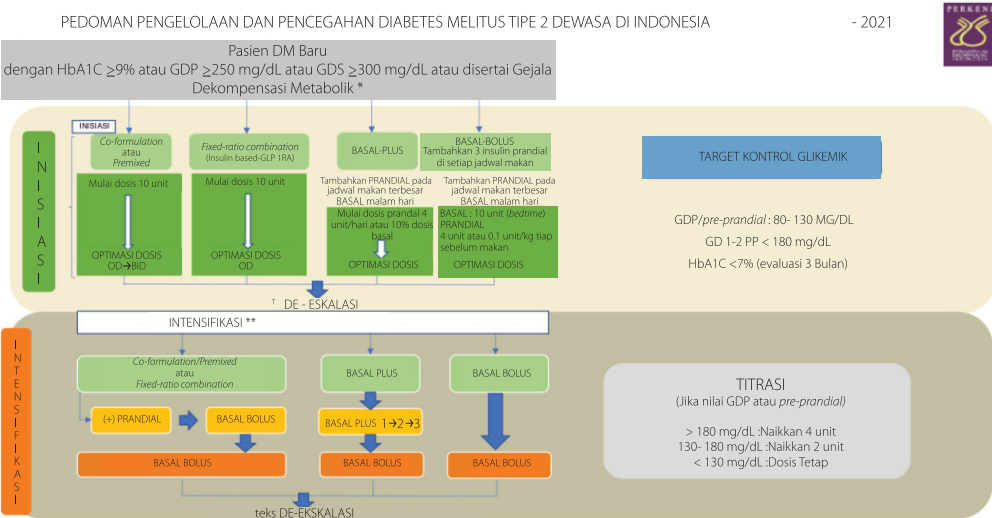 PEDOMAN PENGELOLAAN DAN PENCEGAHAN DIABETES MELITUS TIPE 2 DEWASA DI INDONESIA - 2021
PERKENI
Pasien DM Baru
dengan HbA1C ≥9% atau GDP ≥250 mg/dL atau GDS ≥300 mg/dL atau disertai Gejala
Dekompensasi Metabolik *
INISIASI
INISIASI
Co-formulation
atau
Premixed
Mulai dosis 10 unit
OPTIMASI DOSIS
OD→BID
Fixed-ratio combination
(Insulin based-GLP 1RA)
Mulai dosis 10 unit
OPTIMASI DOSIS
OD
BASAL-PLUS
Tambahkan PRANDIAL pada
jadwal makan terbesar
BASAL malam hari
Mulai dosis prandal 4
unit/hari atau 10% dosis
basal
OPTIMASI DOSIS
BASAL-BOLUS
Tambahkan 3 insulin prandial
di setiap jadwal makan
Tambahkan PRANDIAL pada
jadwal makan terbesar
BASAL malam hari
BASAL : 10 unit (bedtime)
PRANDIAL
4 unit atau 0.1 unit/kg tiap
sebelum makan
OPTIMASI DOSIS
TARGET KONTROL GLIKEMIK
GDP/pre-prandial : 80- 130 MG/DL
GD 1-2 PP < 180 mg/dL
HbA1C <7% (evaluasi 3 Bulan)
T DE - ESKALASI
INTENSIFIKASI
INTENSIFIKASI **
Co-formulation/Premixed
atau
Fixed-ratio combination
(+) PRANDIAL
BASAL BOLUS
BASAL BOLUS
BASAL PLUS
BASAL PLUS 1→2→3
BASAL BOLUS
BASAL BOLUS
BASAL BOLUS
TITRASI
(Jika nilai GDP atau pre-prandial)
> 180 mg/dL :Naikkan 4 unit
130- 180 mg/dL :Naikkan 2 unit
< 130 mg/dL :Dosis Tetap
teks DE-EKSKALASI